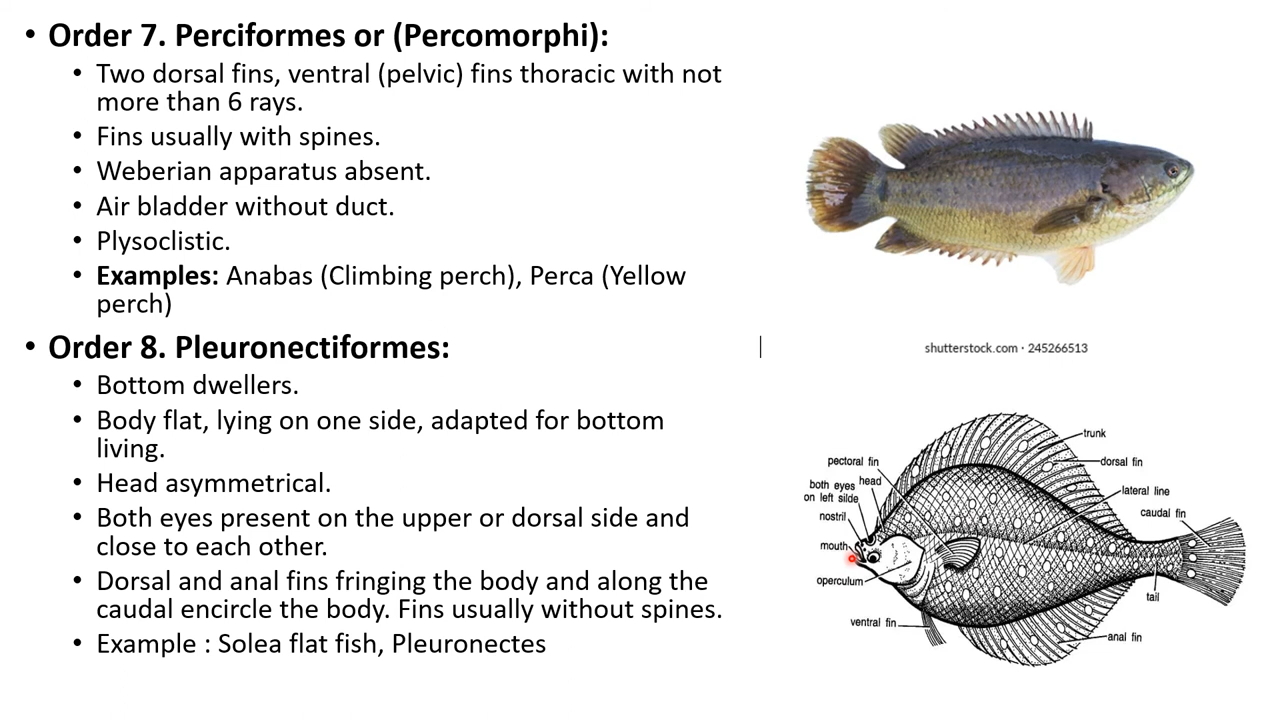 • Order 7. Perciformes or (Percomorphi):
• Two dorsal fins, ventral (pelvic) fins thoracic with not
more than 6 rays.
• Fins usually with spines.
• Weberian apparatus absent.
• Air bladder without duct.
• Plysoclistic.
• Examples: Anabas (Climbing perch), Perca (Yellow
perch)
• Order 8. Pleuronectiformes:
• Bottom dwellers.
• Body flat, lying on one side, adapted for bottom
living.
• Head asymmetrical.
• Both eyes present on the upper or dorsal side and
close to each other.
• Dorsal and anal fins fringing the body and along the
caudal encircle the body. Fins usually without spines.
• Example : Solea flat fish, Pleuronectes
shutterstock.com · 245266513
trunk
dorsal fin
lateral line
caudal fin
pectoral fin
head
both eyes
on left silde
nostril
mouth
operculum
ventral fin
tail
anal fin